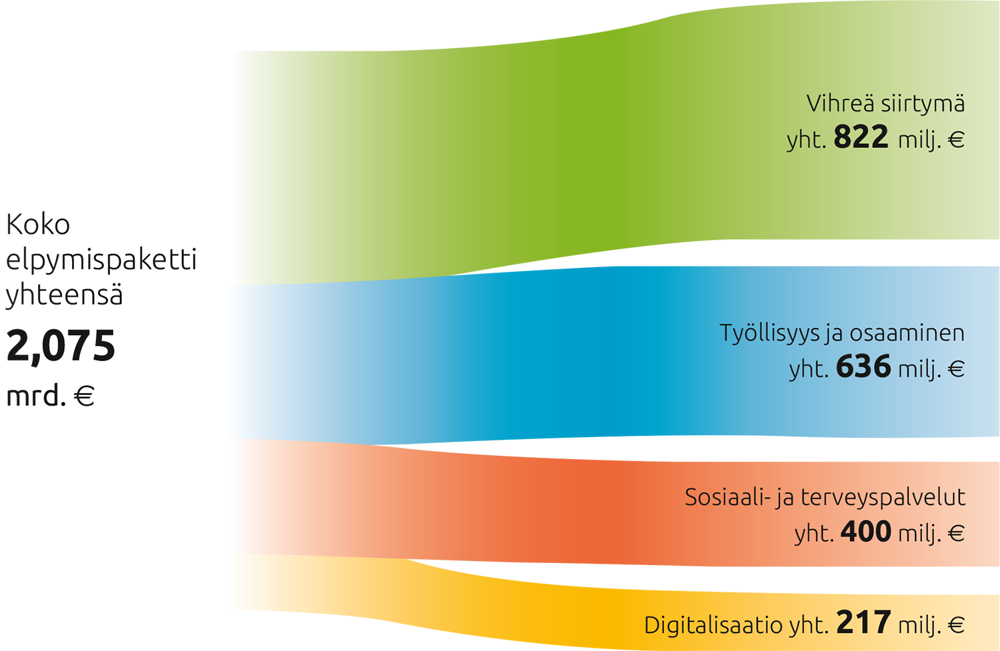 Koko
elpymispaketti
yhteensä
2,075
mrd. €
Vihreä siirtymä
yht. 822 milj. €
Työllisyys ja osaaminen
yht. 636 milj. €
Sosiaali- ja terveyspalvelut
yht. 400 milj. €
Digitalisaatio yht. 217 milj. €